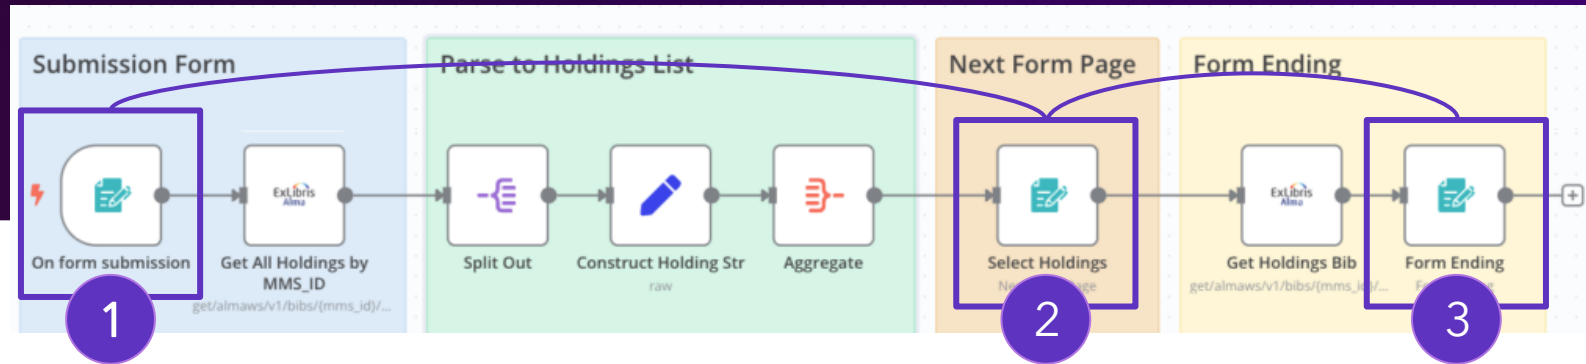 Submission Form
Parse to Holdings List
Next Form Page
Form Ending
ExLibris
Alma
ExLibris
Alma
On form submission
Get All Holdings by
MMS_ID
get/almaws/v1/bibs/{mms_id}/...
Split Out
Construct Holding Str
raw
Aggregate
Select Holdings
Get Holdings Bib
get/almaws/v1/bibs/{mms_id}/...
Form Ending
1
2
3